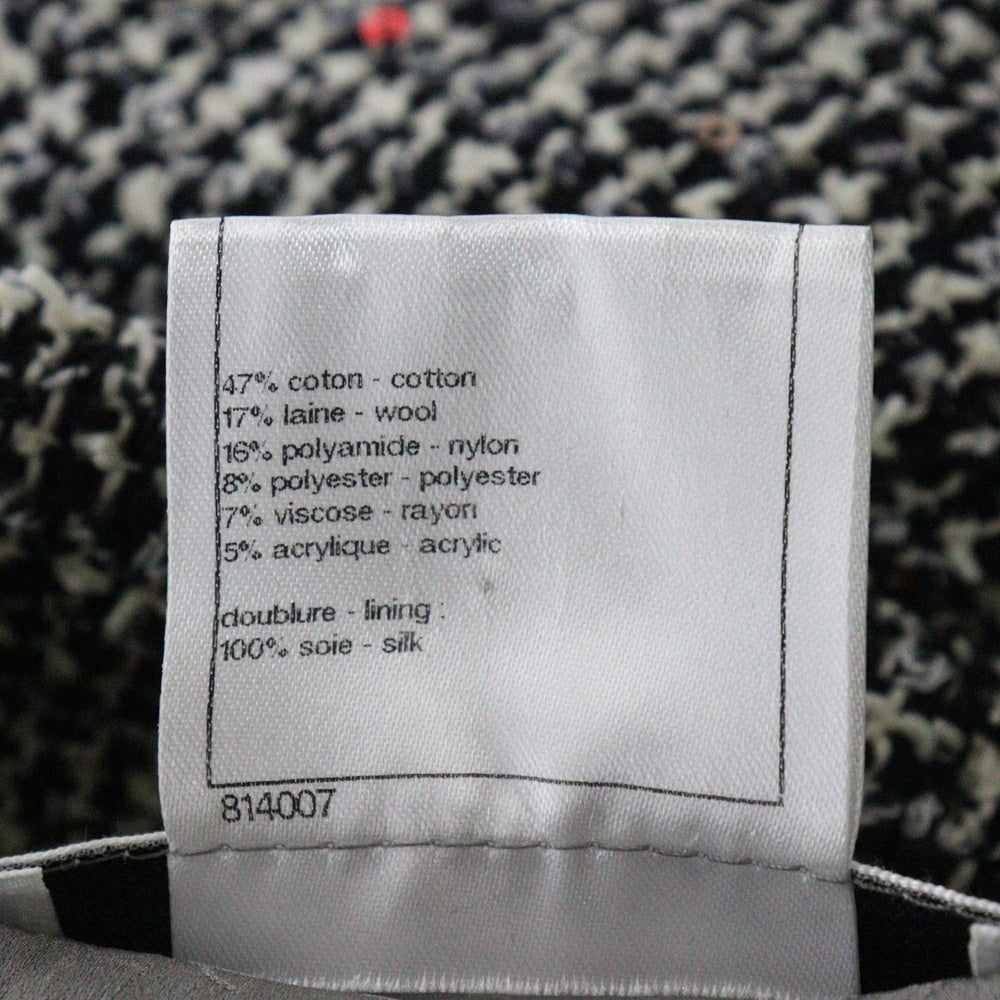 47% coton - cotton
17% laine - wool
16% polyamide - nylon
8% polyester - polyester
7% viscose - rayon
5% acrylique - acrylic
doublure - lining :
100% soie - silk
814007